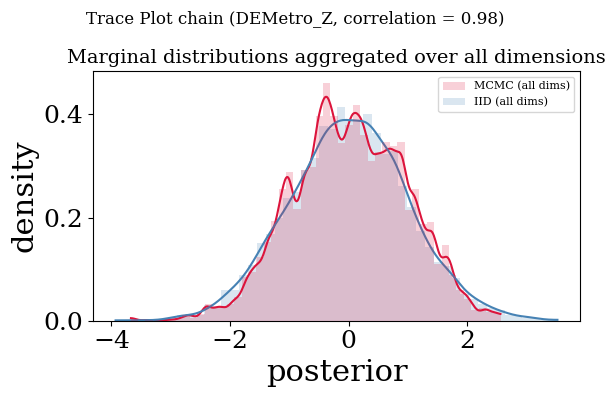 Trace Plot chain (DEMetro_Z, correlation = 0.98)
Marginal distributions aggregated over all dimensions
MCMC (all dims)
IID (all dims)
density
0.4
0.2
0.0
−4
−2
0
2
posterior